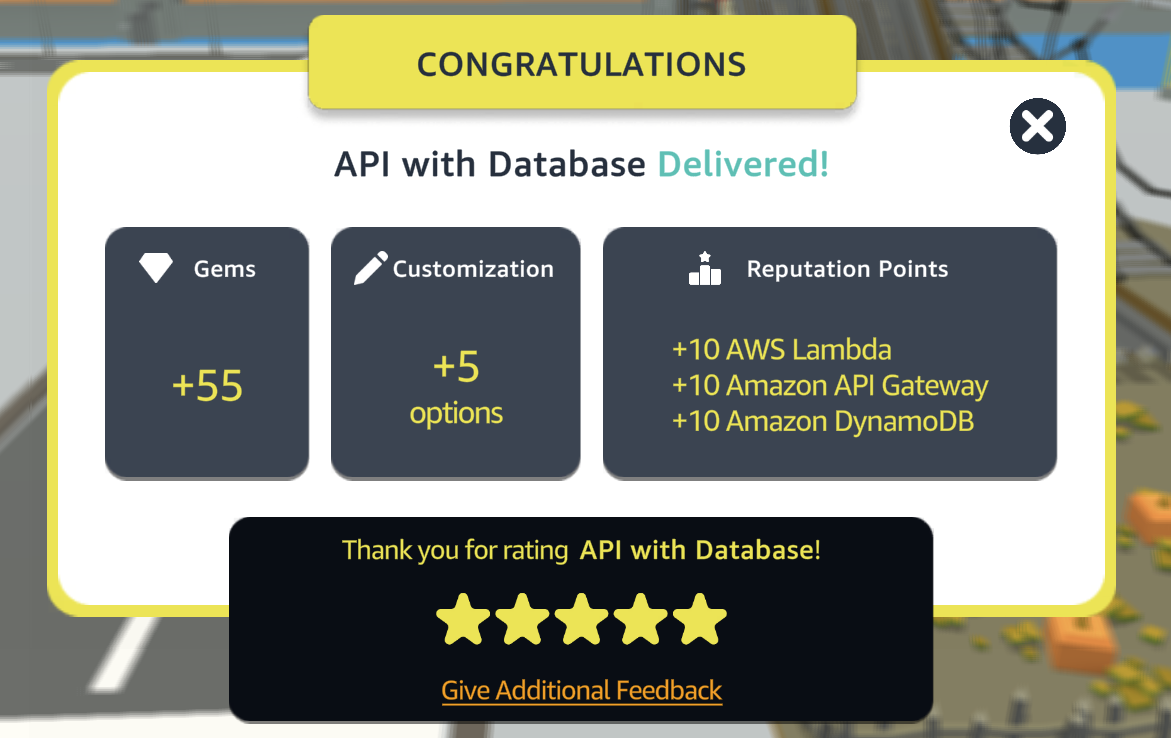 CONGRATULATIONS
API with Database Delivered!
Gems
+55
Customization
+5
options
Reputation Points
+10 AWS Lambda
+10 Amazon API Gateway
+10 Amazon DynamoDB
Thank you for rating API with Database!
Give Additional Feedback